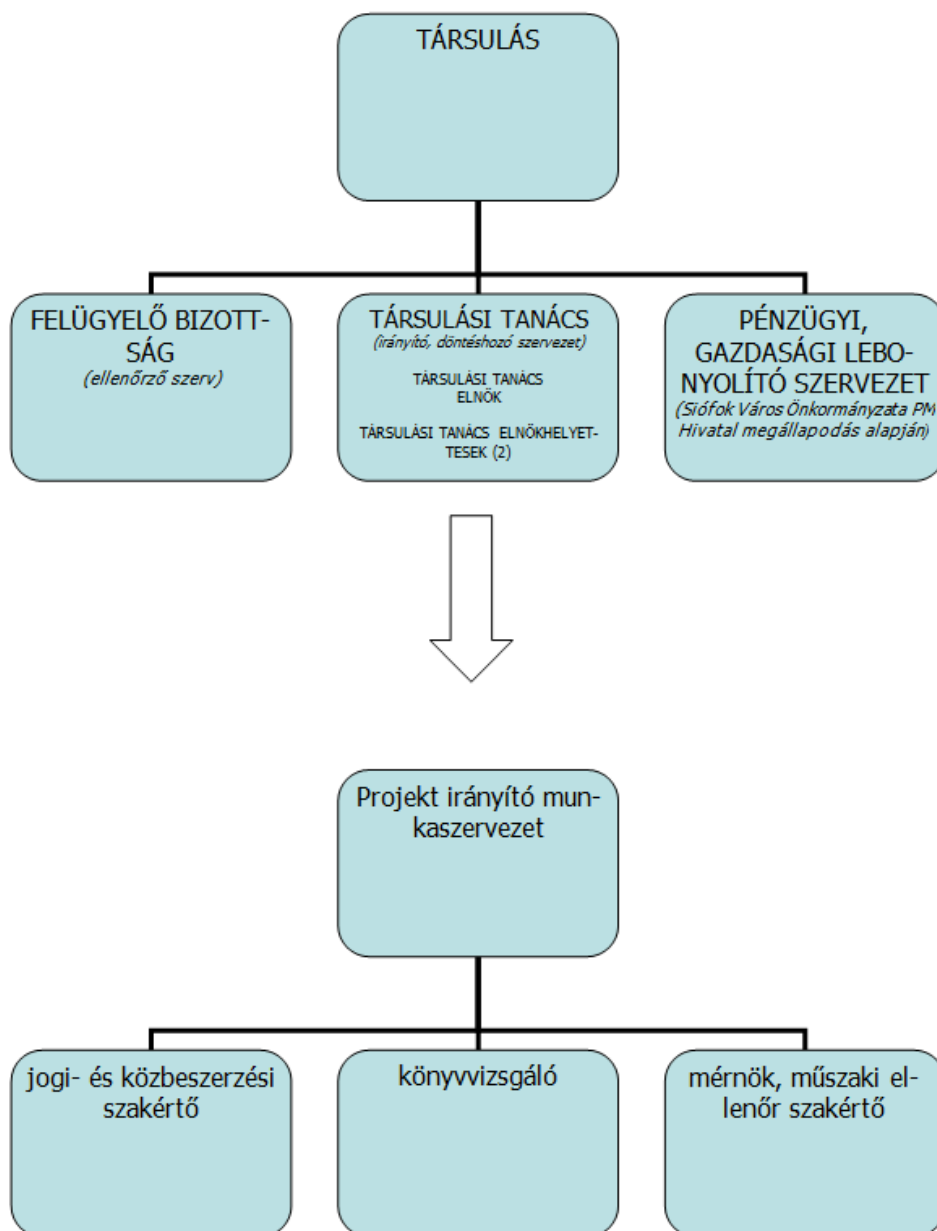 TÁRSULÁS
FELÜGYELŐ BIZOTT-
SÁG
(ellenőrző szerv)
TÁRSULÁSI TANÁCS
(irányító, döntéshozó szervezet)
TÁRSULÁSI TANÁCS
ELNÖK
TÁRSULÁSI TANÁCS ELNÖKHELYET-
TESEK (2)
PÉNZÜGYI,
GAZDASÁGI LEBO-
NYOLÍTÓ SZERVEZET
(Siófok Város Önkormányzata PM
Hivatal megállapodás alapján)
Projekt irányító mun-
kaszervezet
jogi- és közbeszerzési
szakértő
könyvvizsgáló
mérnök, műszaki el-
lenőr szakértő